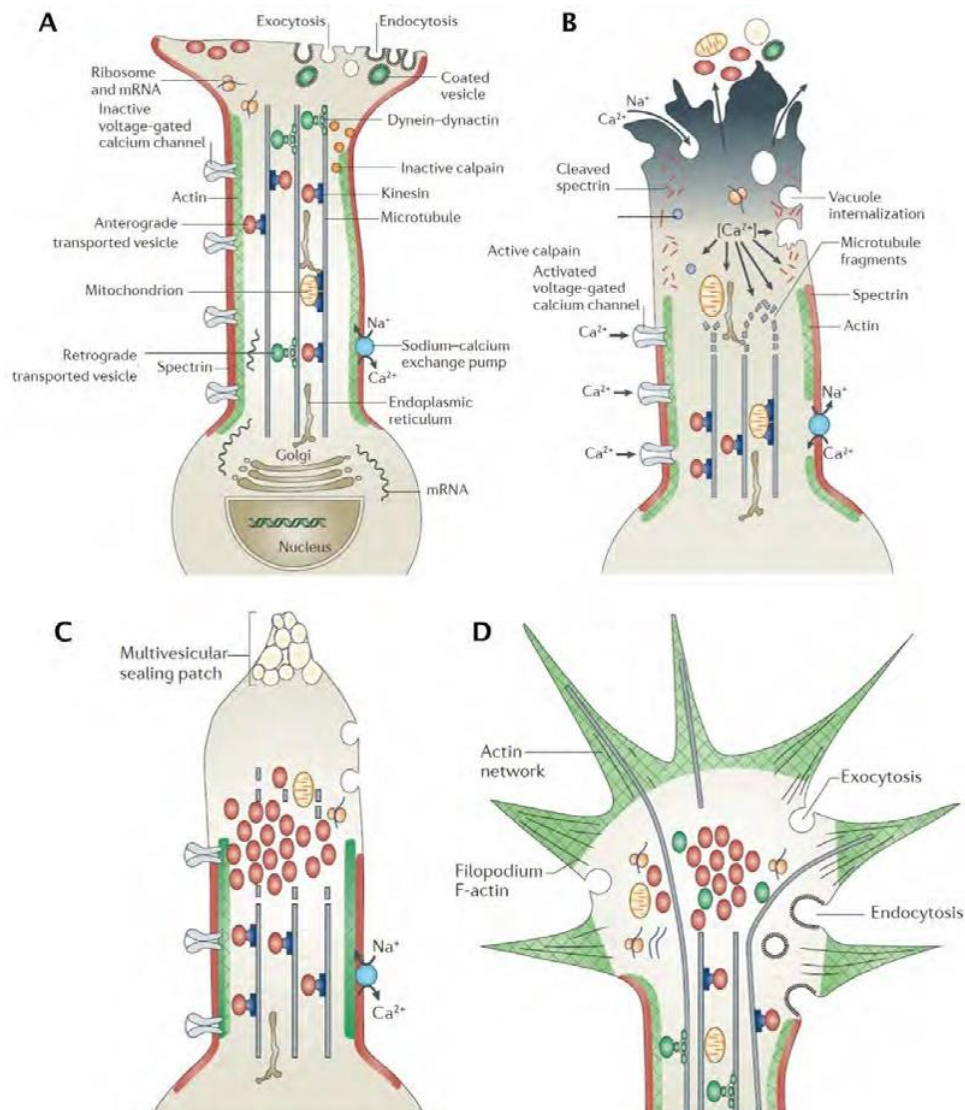 A
Exocytosis
Endocytosis
Ribosome
and mRNA
Inactive
voltage-gated
calcium channel
Coated
vesicle
Dynein–dynactin
Inactive calpain
Actin
Kinesin
Microtubule
Anterograde
transported vesicle
Mitochondrion
Na⁺
Sodium–calcium
exchange pump
Ca²⁺
Retrograde
transported vesicle
Spectrin
Endoplasmic
reticulum
Golgi
mRNA
Nucleus
B
Na⁺
Ca²⁺
Cleaved
spectrin
Vacuole
internalization
[Ca²⁺]
Microtubule
fragments
Active calpain
Activated
voltage-gated
calcium channel
Spectrin
Actin
Ca²⁺
Ca²⁺
Ca²⁺
Na⁺
Ca²⁺
C
Multivesicular
sealing patch
Na⁺
Ca²⁺
D
Actin
network
Exocytosis
Filopodium
F-actin
Endocytosis